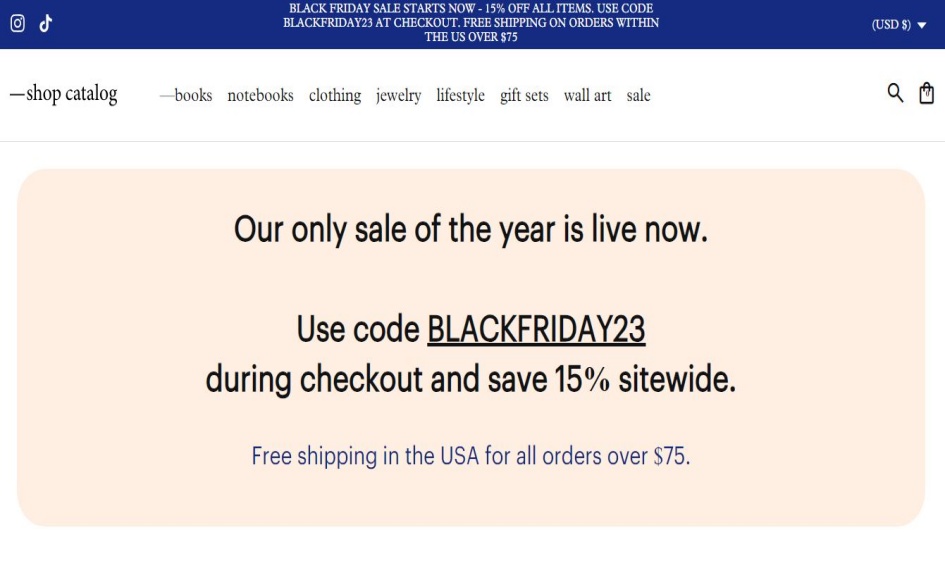 BLACK FRIDAY SALE STARTS NOW - 15% OFF ALL ITEMS. USE CODE
BLACKFRIDAY23 AT CHECKOUT. FREE SHIPPING ON ORDERS WITHIN
THE US OVER $75
(USD $)
—shop catalog
—books notebooks clothing jewelry lifestyle gift sets wall art sale
Our only sale of the year is live now.
Use code BLACKFRIDAY23
during checkout and save 15% sitewide.
Free shipping in the USA for all orders over $75.